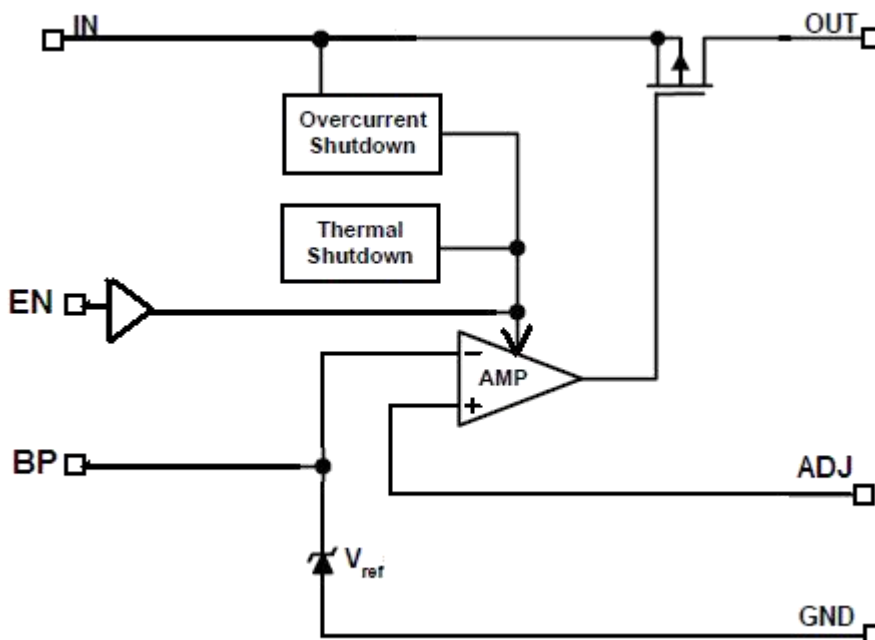 IN
OUT
Overcurrent
Shutdown
Thermal
Shutdown
EN
−
AMP
+
BP
ADJ
Vref
GND